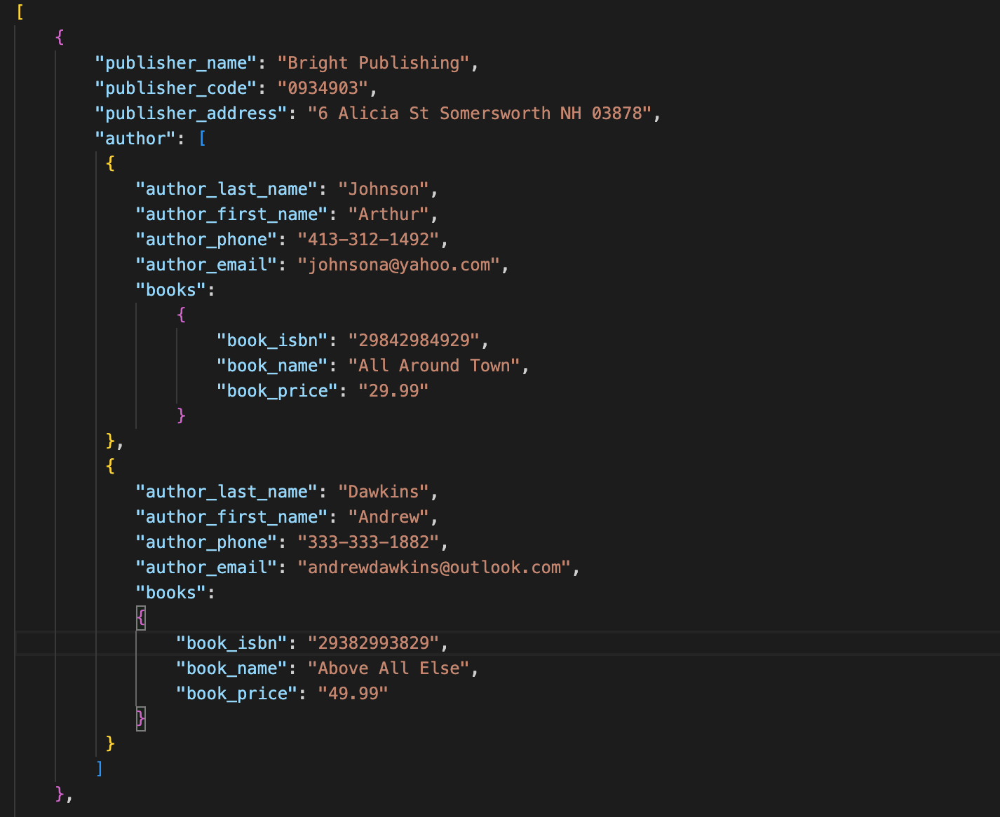 [
{
"publisher_name": "Bright Publishing",
"publisher_code": "0934903",
"publisher_address": "6 Alicia St Somersworth NH 03878",
"author": [
{
"author_last_name": "Johnson",
"author_first_name": "Arthur",
"author_phone": "413-312-1492",
"author_email": "johnsona@yahoo.com",
"books":
{
"book_isbn": "29842984929",
"book_name": "All Around Town",
"book_price": "29.99"
}
},
{
"author_last_name": "Dawkins",
"author_first_name": "Andrew",
"author_phone": "333-333-1882",
"author_email": "andrewdawkins@outlook.com",
"books":
{
"book_isbn": "29382993829",
"book_name": "Above All Else",
"book_price": "49.99"
}
}
]
},